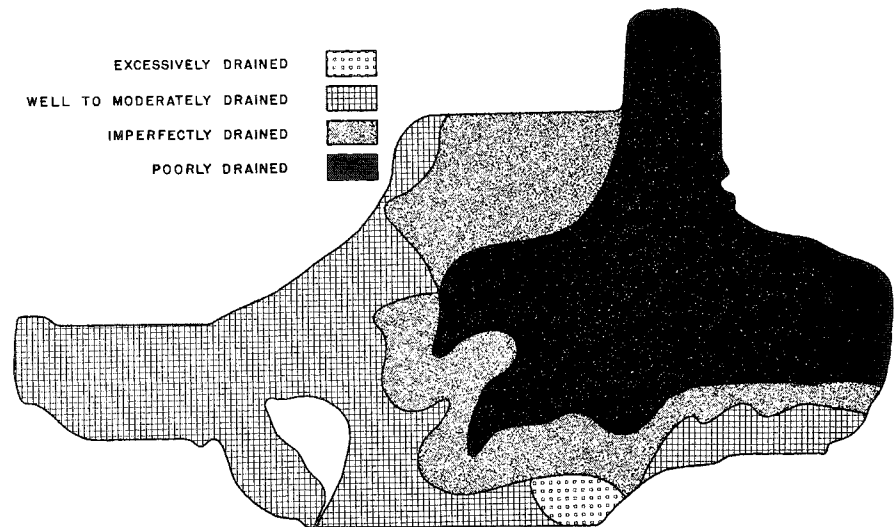 EXCESSIVELY DRAINED
WELL TO MODERATELY DRAINED
IMPERFECTLY DRAINED
POORLY DRAINED